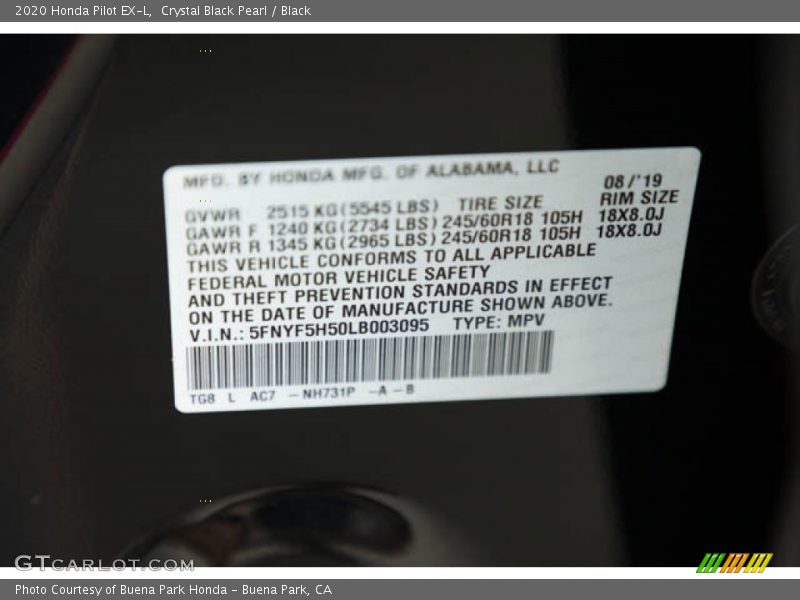 2020 Honda Pilot EX-L, Crystal Black Pearl / Black
MFD. BY HONDA MFG. OF ALABAMA, LLC
08/'19
GVWR 2515 KG(5545 LBS) TIRE SIZE RIM SIZE
GAWR F 1240 KG(2734 LBS) 245/60R18 105H 18X8.0J
GAWR R 1345 KG(2965 LBS) 245/60R18 105H 18X8.0J
THIS VEHICLE CONFORMS TO ALL APPLICABLE
FEDERAL MOTOR VEHICLE SAFETY
AND THEFT PREVENTION STANDARDS IN EFFECT
ON THE DATE OF MANUFACTURE SHOWN ABOVE.
V.I.N.: 5FNYF5H50LB003095 TYPE: MPV
TG8 L AC7 -NH731P -A-B
GTCARLOT.COM
Photo Courtesy of Buena Park Honda - Buena Park, CA